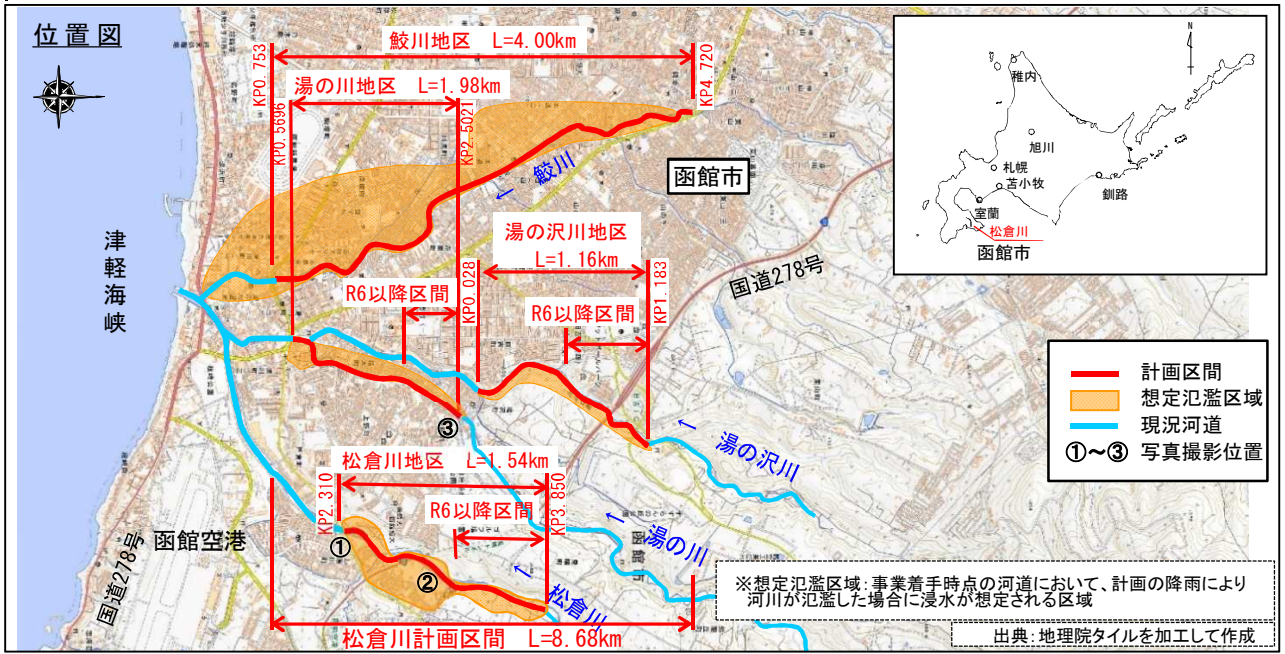 位置図
鮫川地区 L=4.00km
KP0.753
KP4.720
湯の川地区 L=1.98km
KP0.5696
KP2.5021
← 鮫川
函館市
湯の沢川地区
L=1.16km
KP0.028
KP1.183
R6以降区間
R6以降区間
国道278号
津軽海峡
③
← 湯の沢川
松倉川地区 L=1.54km
KP2.310
KP3.850
R6以降区間
函館空港
国道278号
①
②
← 湯の川
← 松倉川
函館市
松倉川計画区間 L=8.68km
N
稚内
旭川
札幌
苫小牧
釧路
室蘭
松倉川
函館市
計画区間
想定氾濫区域
現況河道
①~③ 写真撮影位置
※想定氾濫区域:事業着手時点の河道において、計画の降雨により
河川が氾濫した場合に浸水が想定される区域
出典:地理院タイルを加工して作成